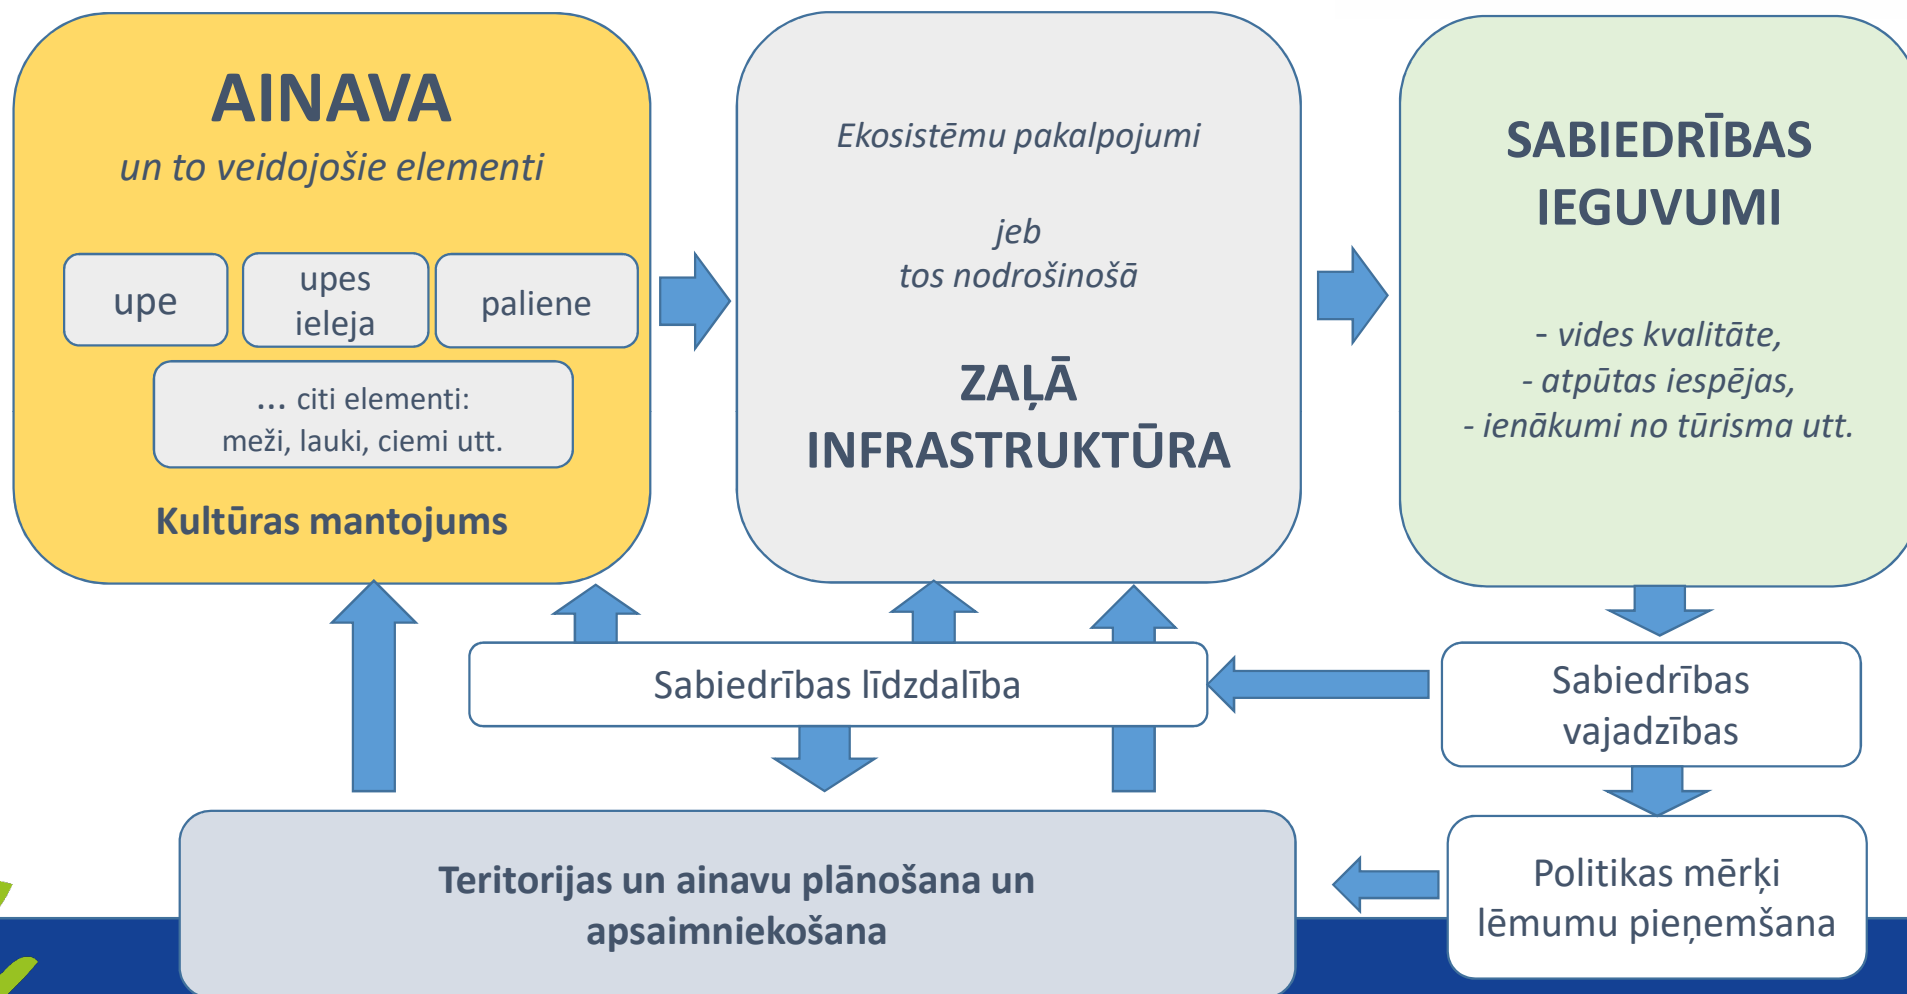 AINAVA
un to veidojošie elementi
upe
upes
ieleja
paliene
... citi elementi:
meži, lauki, ciemi utt.
Kultūras mantojums
Ekosistēmu pakalpojumi
jeb
tos nodrošinošā
ZAĻĀ
INFRASTRUKTŪRA
SABIEDRĪBAS
IEGUVUMI
- vides kvalitāte,
- atpūtas iespējas,
- ienākumi no tūrisma utt.
Sabiedrības līdzdalība
Sabiedrības
vajadzības
Teritorijas un ainavu plānošana un
apsaimniekošana
Politikas mērķi
lēmumu pieņemšana